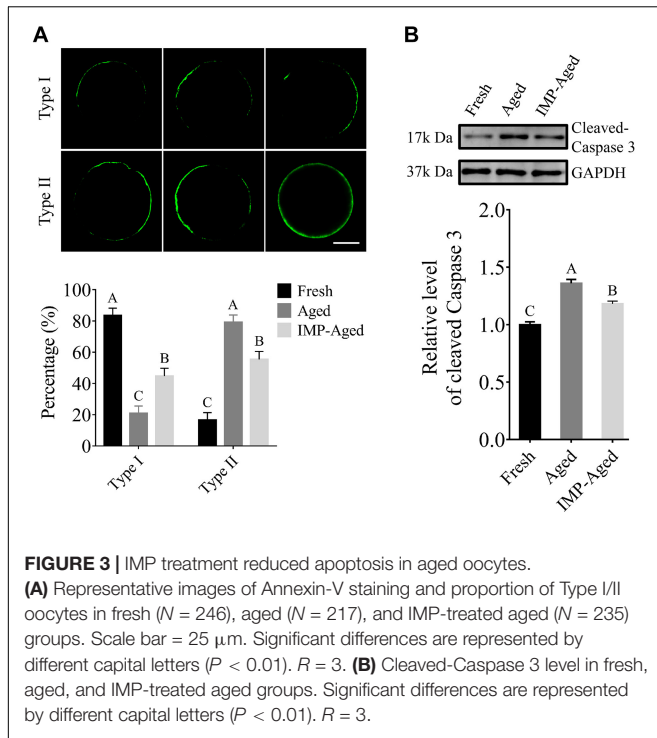 A
Type I
Type II
Percentage (%)
100
80
60
40
20
0
A
C
B
C
A
B
Fresh
Aged
IMP-Aged
Type I
Type II
B
Fresh
Aged
IMP-Aged
17k Da
Cleaved-
Caspase 3
37k Da
GAPDH
Relative level
of cleaved Caspase 3
2.0
1.5
1.0
0.5
0.0
C
A
B
Fresh
Aged
IMP-Aged
FIGURE 3 | IMP treatment reduced apoptosis in aged oocytes.
(A) Representative images of Annexin-V staining and proportion of Type I/II
oocytes in fresh (N = 246), aged (N = 217), and IMP-treated aged (N = 235)
groups. Scale bar = 25 μm. Significant differences are represented by
different capital letters (P < 0.01). R = 3. (B) Cleaved-Caspase 3 level in fresh,
aged, and IMP-treated aged groups. Significant differences are represented
by different capital letters (P < 0.01). R = 3.